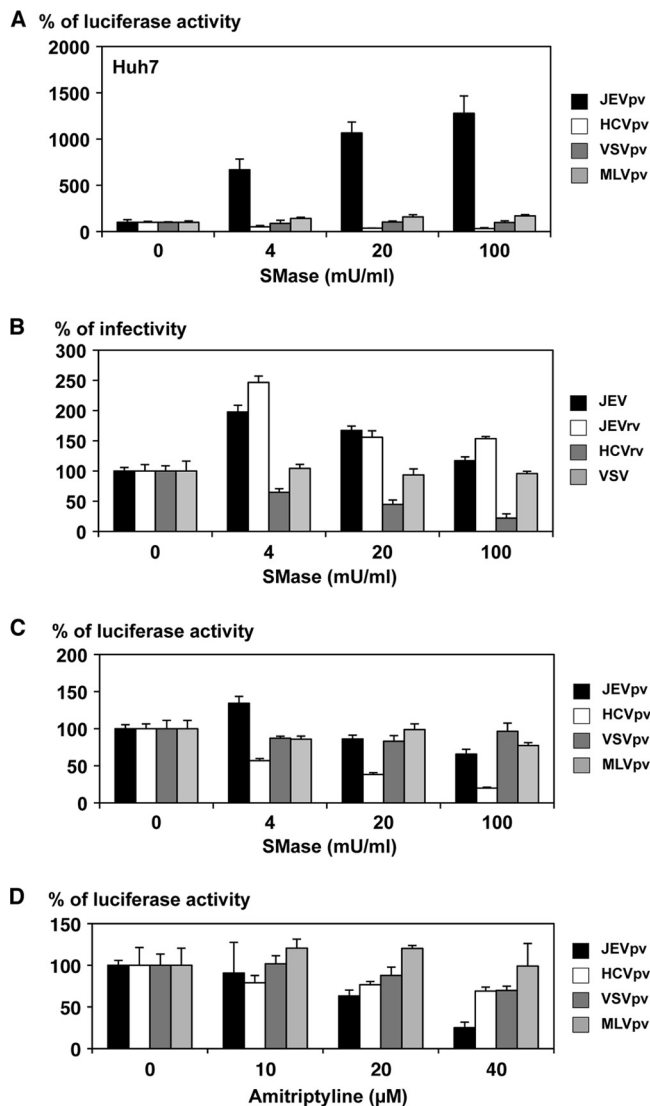 A % of luciferase activity
2000
1500
1000
500
0
Huh7
0 4 20 100
SMase (mU/ml)
JEVpv
HCVpv
VSVpv
MLVpv
B % of infectivity
300
250
200
150
100
50
0
0 4 20 100
SMase (mU/ml)
JEV
JEVrv
HCVrv
VSV
C % of luciferase activity
200
150
100
50
0
0 4 20 100
SMase (mU/ml)
JEVpv
HCVpv
VSVpv
MLVpv
D % of luciferase activity
150
100
50
0
0 10 20 40
Amitriptyline (µM)
JEVpv
HCVpv
VSVpv
MLVpv